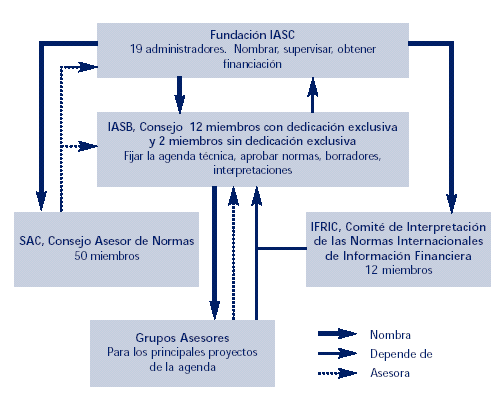 Fundación IASC
19 administradores. Nombrar, supervisar, obtener
financiación
IASB, Consejo 12 miembros con dedicación exclusiva
y 2 miembros sin dedicación exclusiva
Fijar la agenda técnica, aprobar normas, borradores,
interpretaciones
SAC, Consejo Asesor de Normas
50 miembros
IFRIC, Comité de Interpretación
de las Normas Internacionales
de Información Financiera
12 miembros
Grupos Asesores
Para los principales proyectos
de la agenda
Nombra
Depende de
Asesora